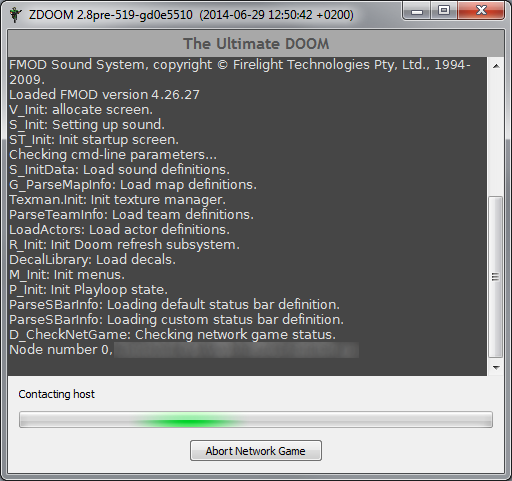 ZDOOM 2.8pre-519-gd0e5510 (2014-06-29 12:50:42 +0200)
The Ultimate DOOM
FMOD Sound System, copyright © Firelight Technologies Pty, Ltd., 1994-
2009.
Loaded FMOD version 4.26.27
V_Init: allocate screen.
S_Init: Setting up sound.
ST_Init: Init startup screen.
Checking cmd-line parameters...
S_InitData: Load sound definitions.
G_ParseMapInfo: Load map definitions.
Texman.Init: Init texture manager.
ParseTeamInfo: Load team definitions.
LoadActors: Load actor definitions.
R_Init: Init Doom refresh subsystem.
DecalLibrary: Load decals.
M_Init: Init menus.
P_Init: Init Playloop state.
ParseSBarInfo: Loading default status bar definition.
ParseSBarInfo: Loading custom status bar definition.
D_CheckNetGame: Checking network game status.
Node number 0,
Contacting host
Abort Network Game